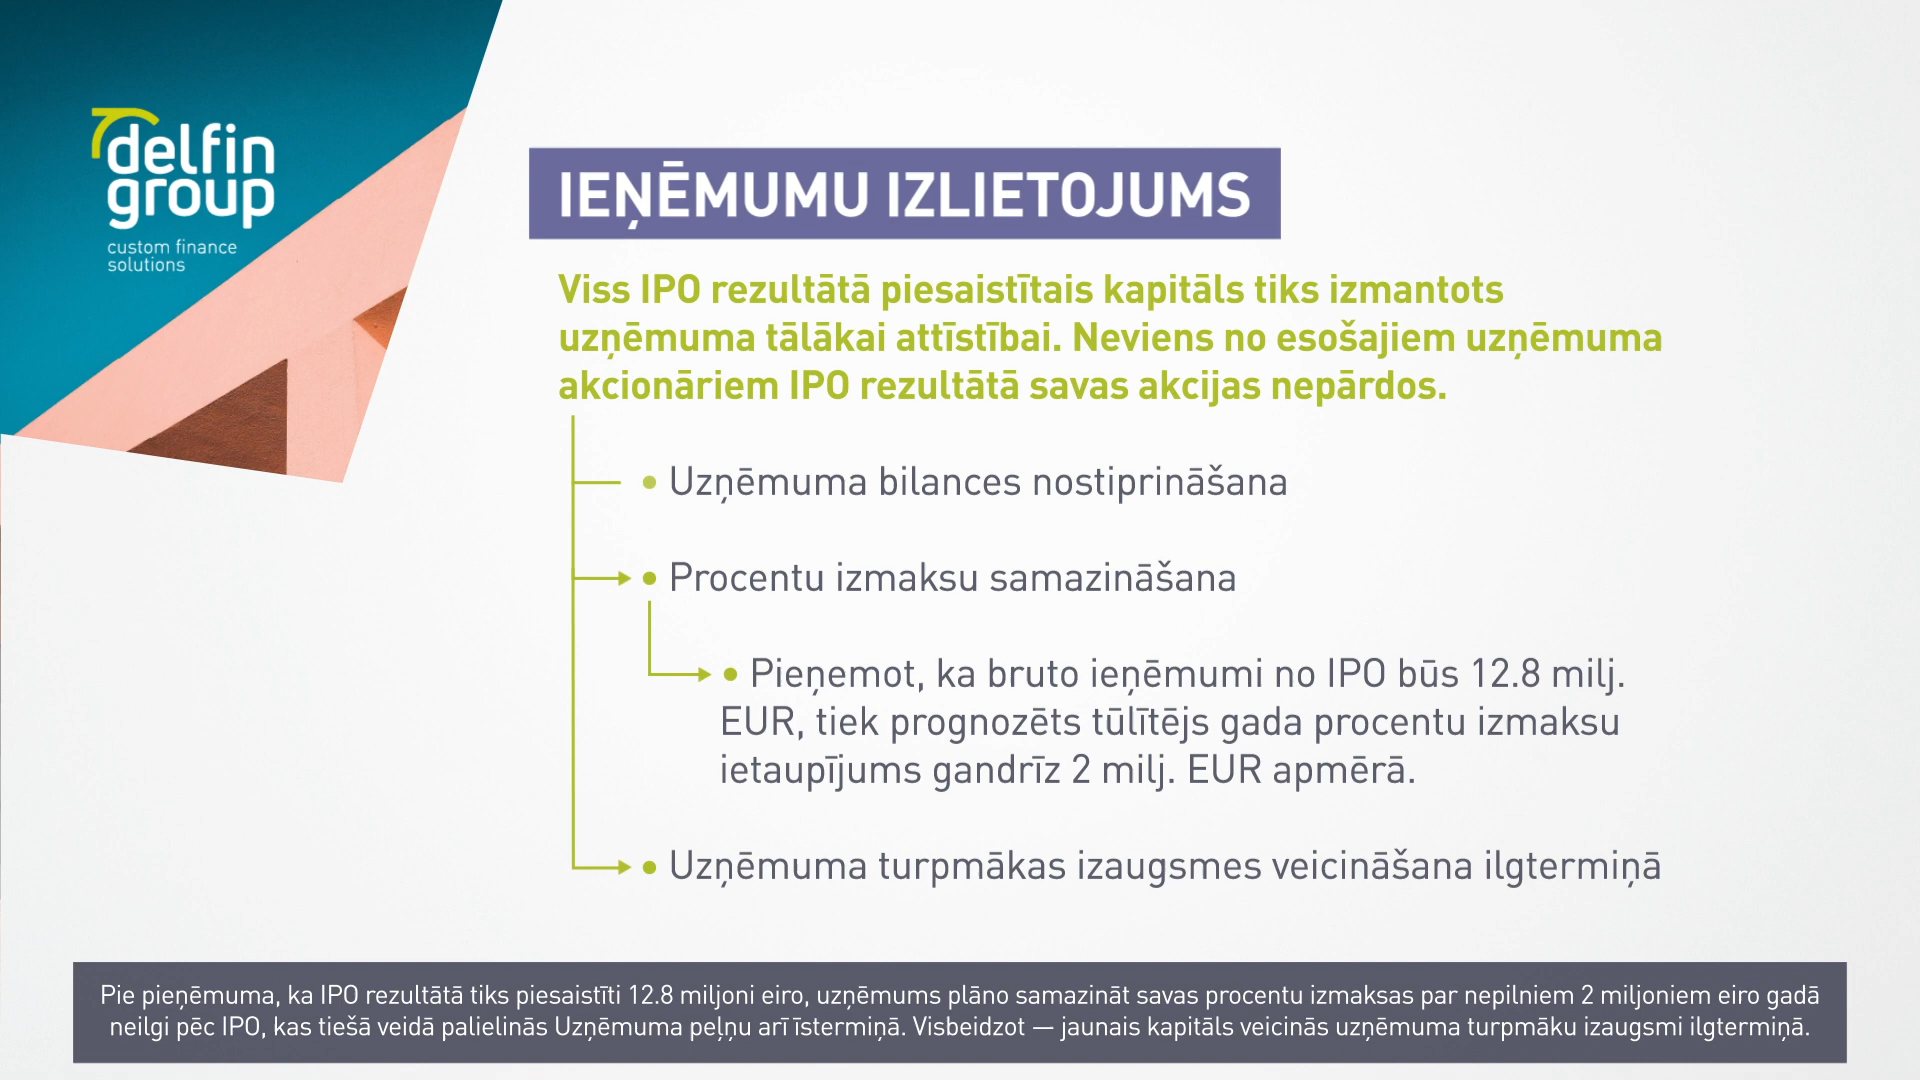 delfin
group
custom finance
solutions
IEŅĒMUMU IZLIETOJUMS
Viss IPO rezultātā piesaistītais kapitāls tiks izmantots
uzņēmuma tālākai attīstībai. Neviens no esošajiem uzņēmuma
akcionāriem IPO rezultātā savas akcijas nepārdos.
• Uzņēmuma bilances nostiprināšana
• Procentu izmaksu samazināšana
• Pieņemot, ka bruto ieņēmumi no IPO būs 12.8 milj.
EUR, tiek prognozēts tūlītējs gada procentu izmaksu
ietaupījums gandrīz 2 milj. EUR apmērā.
• Uzņēmuma turpmākas izaugsmes veicināšana ilgtermiņā
Pie pieņēmuma, ka IPO rezultātā tiks piesaistīti 12.8 miljoni eiro, uzņēmums plāno samazināt savas procentu izmaksas par nepilniem 2 miljoniem eiro gadā
neilgi pēc IPO, kas tiešā veidā palielinās Uzņēmuma peļņu arī īstermiņā. Visbeidzot — jaunais kapitāls veicinās uzņēmuma turpmāku izaugsmi ilgtermiņā.